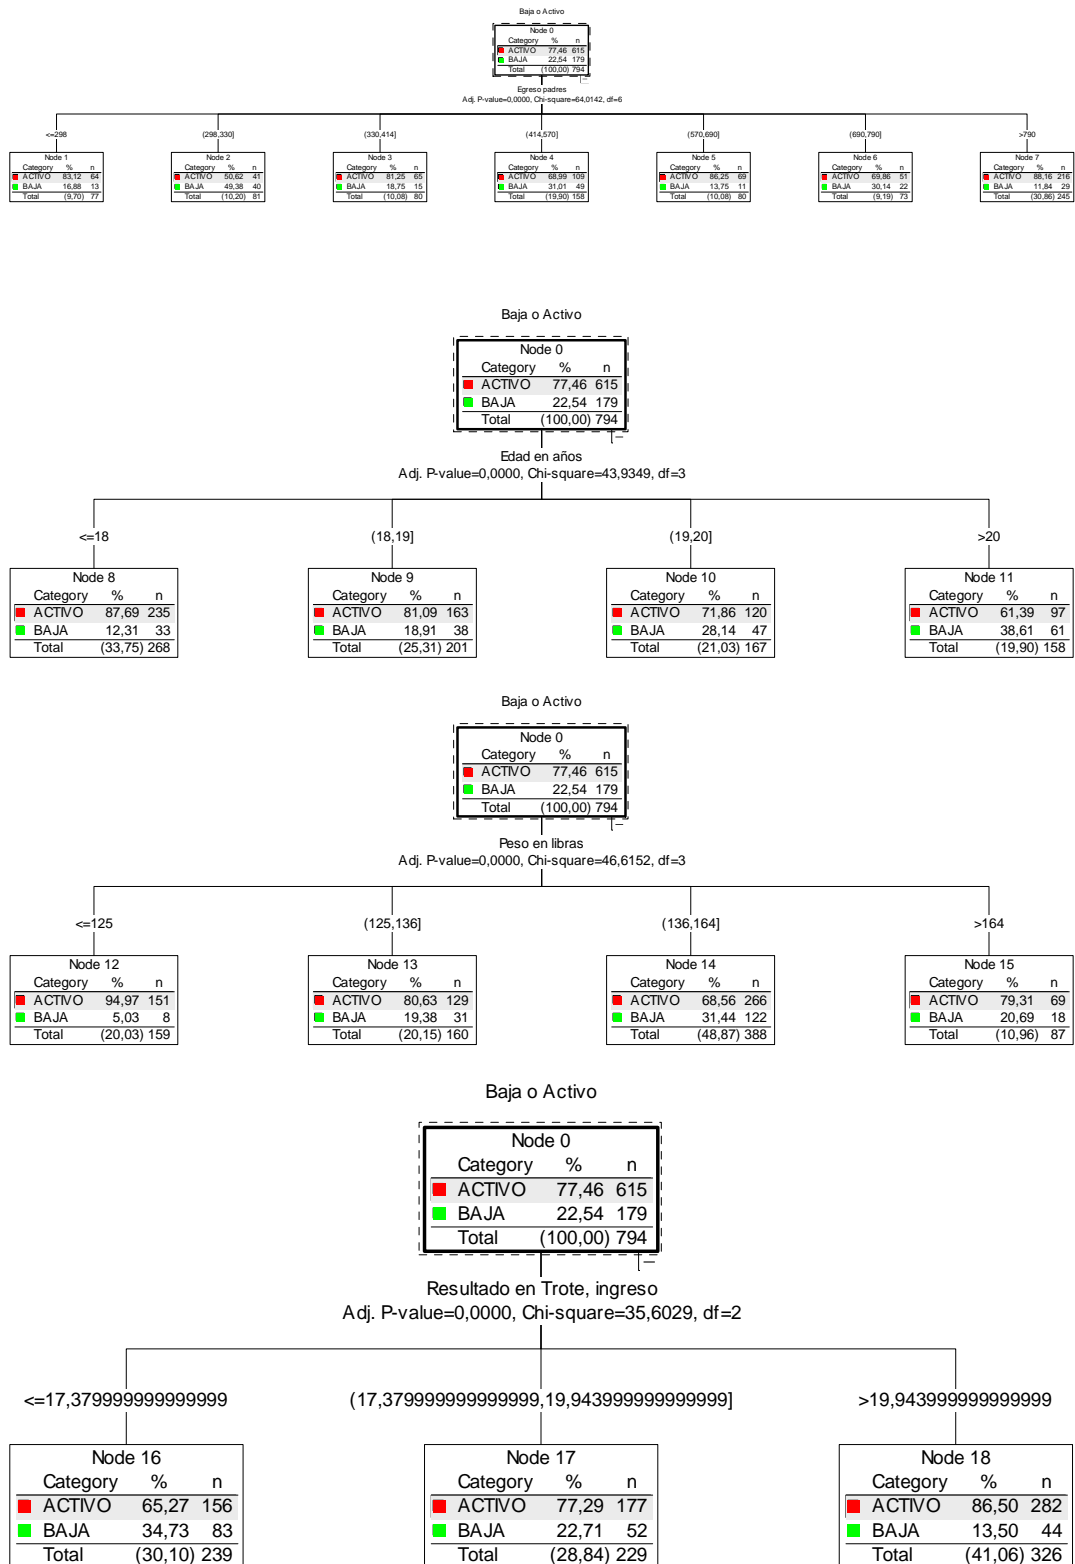 Baja o Activo
Node 0
Category % n
ACTIVO 77,46 615
BAJA 22,54 179
Total (100,00) 794
Egreso padres
Adj. P-value=0,0000, Chi-square=64,0142, df=6
<=298 (298,330] (330,414] (414,570] (570,690] (690,790] >790
Node 1 Node 2 Node 3 Node 4 Node 5 Node 6 Node 7
Category % n Category % n Category % n Category % n Category % n Category % n Category % n
ACTIVO 83,12 64 ACTIVO 50,62 41 ACTIVO 81,25 65 ACTIVO 68,99 109 ACTIVO 86,25 69 ACTIVO 69,86 51 ACTIVO 88,16 216
BAJA 16,88 13 BAJA 49,38 40 BAJA 18,75 15 BAJA 31,01 49 BAJA 13,75 11 BAJA 30,14 22 BAJA 11,84 29
Total (9,70) 77 Total (10,20) 81 Total (10,08) 80 Total (19,90) 158 Total (10,08) 80 Total (9,19) 73 Total (30,86) 245
Baja o Activo
Node 0
Category % n
ACTIVO 77,46 615
BAJA 22,54 179
Total (100,00) 794
Edad en años
Adj. P-value=0,0000, Chi-square=43,9349, df=3
<=18 (18,19] (19,20] >20
Node 8 Node 9 Node 10 Node 11
Category % n Category % n Category % n Category % n
ACTIVO 87,69 235 ACTIVO 81,09 163 ACTIVO 71,86 120 ACTIVO 61,39 97
BAJA 12,31 33 BAJA 18,91 38 BAJA 28,14 47 BAJA 38,61 61
Total (33,75) 268 Total (25,31) 201 Total (21,03) 167 Total (19,90) 158
Baja o Activo
Node 0
Category % n
ACTIVO 77,46 615
BAJA 22,54 179
Total (100,00) 794
Peso en libras
Adj. P-value=0,0000, Chi-square=46,6152, df=3
<=125 (125,136] (136,164] >164
Node 12 Node 13 Node 14 Node 15
Category % n Category % n Category % n Category % n
ACTIVO 94,97 151 ACTIVO 80,63 129 ACTIVO 68,56 266 ACTIVO 79,31 69
BAJA 5,03 8 BAJA 19,38 31 BAJA 31,44 122 BAJA 20,69 18
Total (20,03) 159 Total (20,15) 160 Total (48,87) 388 Total (10,96) 87
Baja o Activo
Node 0
Category % n
ACTIVO 77,46 615
BAJA 22,54 179
Total (100,00) 794
Resultado en Trote, ingreso
Adj. P-value=0,0000, Chi-square=35,6029, df=2
<=17,379999999999999 (17,379999999999999,19,943999999999999] >19,943999999999999
Node 16 Node 17 Node 18
Category % n Category % n Category % n
ACTIVO 65,27 156 ACTIVO 77,29 177 ACTIVO 86,50 282
BAJA 34,73 83 BAJA 22,71 52 BAJA 13,50 44
Total (30,10) 239 Total (28,84) 229 Total (41,06) 326